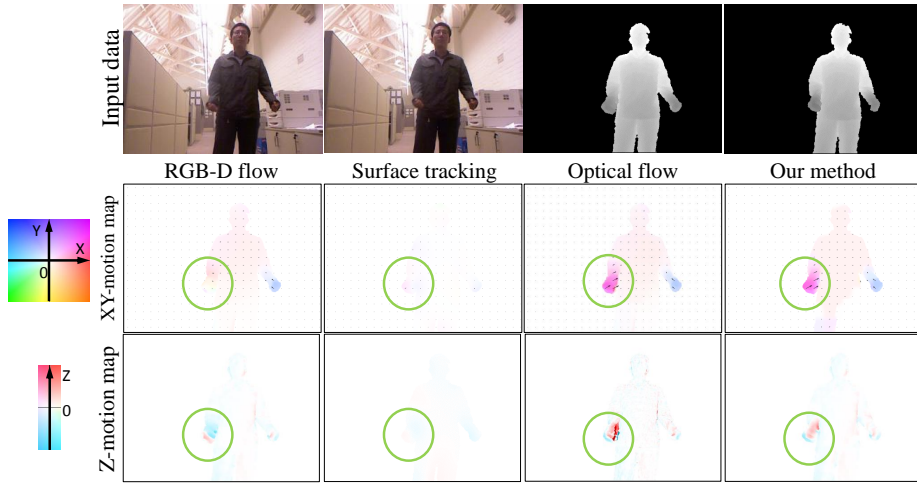 Input data
RGB-D flow Surface tracking Optical flow Our method
XY-motion map
Y
X
0
Z-motion map
Z
0